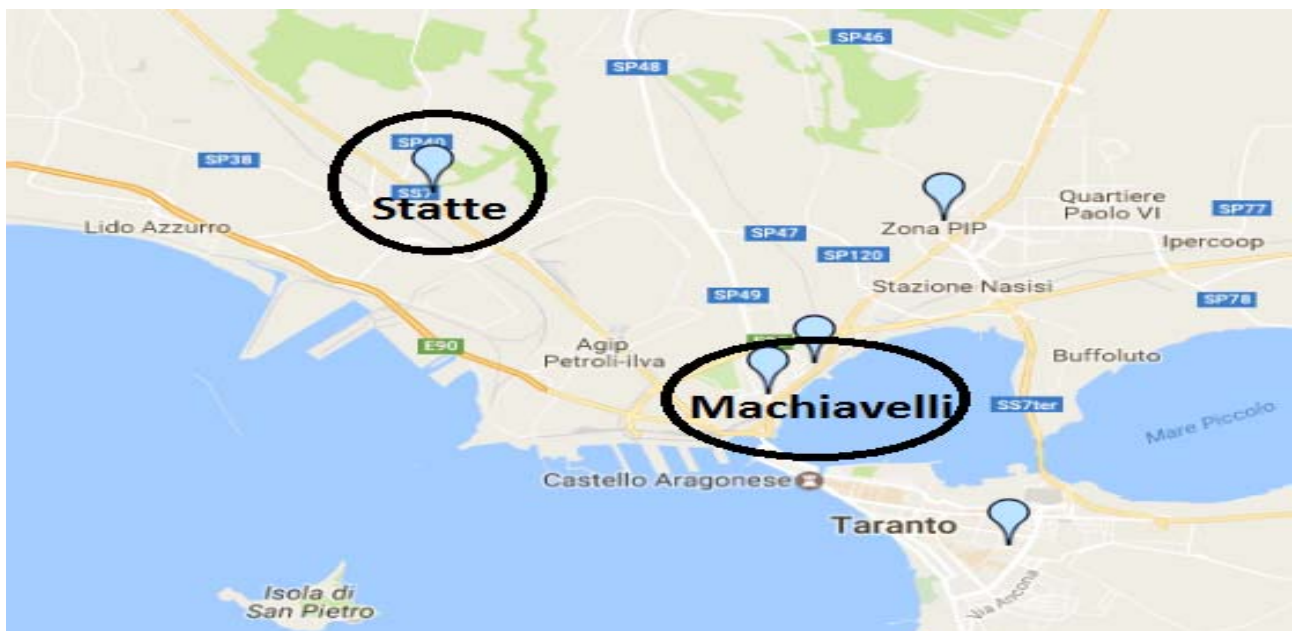 SP46
SP48
SP40
SP38
SS7
Statte
Lido Azzurro
Quartiere
Paolo VI
SP77
Zona PIP
Ipercoop
SP47
SP120
Stazione Nasisi
SP49
SP78
E90
Agip
Petroli-ilva
Buffoluto
Machiavelli
SS7ter
Mare Piccolo
Castello Aragonese
Taranto
Via Ancona
Isola di
San Pietro